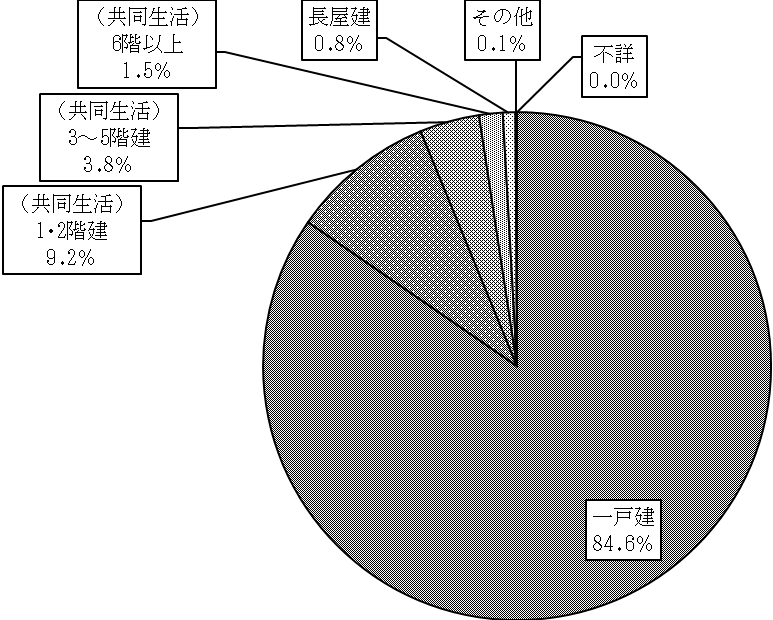 （共同生活）
6階以上
1.5%
長屋建
0.8%
その他
0.1%
不詳
0.0%
（共同生活）
3～5階建
3.8%
（共同生活）
1・2階建
9.2%
一戸建
84.6%